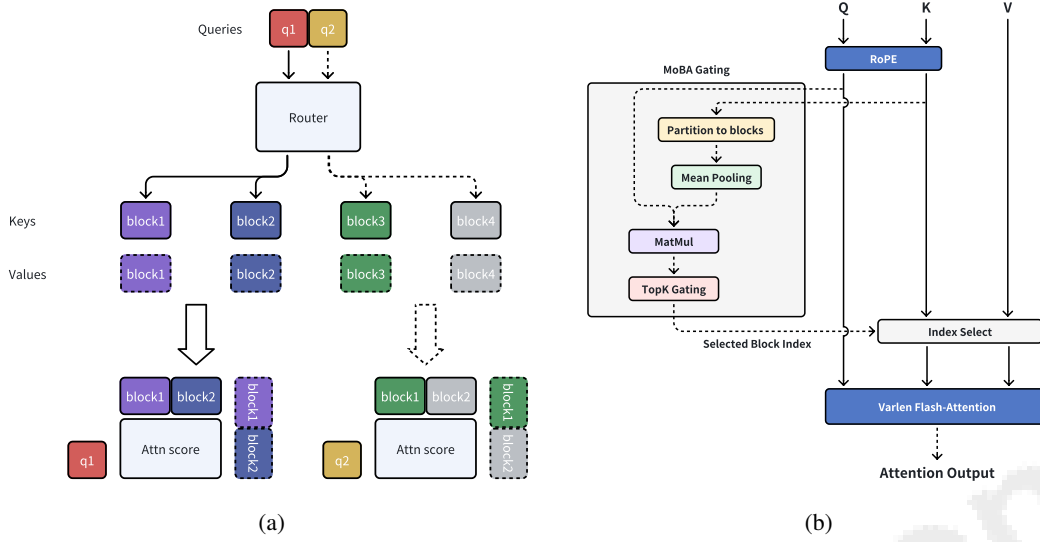 Queries
q1 q2
Router
Keys
block1 block2 block3 block4
Values
block1 block2 block3 block4
block1 block2
block1
block2
q1
Attn score
block1 block2
block1
block2
q2
Attn score
(a)
Q K V
RoPE
MoBA Gating
Partition to blocks
Mean Pooling
MatMul
TopK Gating
Selected Block Index
Index Select
Varlen Flash-Attention
Attention Output
(b)